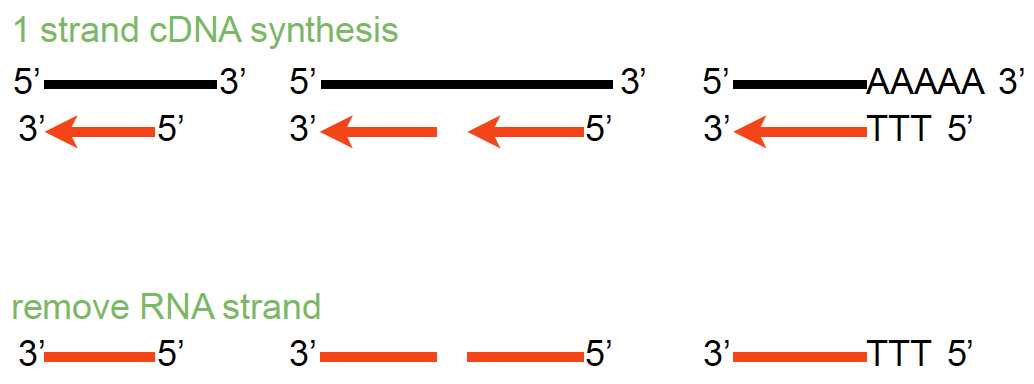 1 strand cDNA synthesis
5’ 3’ 5’ 3’ 5’ AAAAA 3’
3’ 5’ 3’ 5’ 3’ TTT 5’
remove RNA strand
3’ 5’ 3’ 5’ 3’ TTT 5’